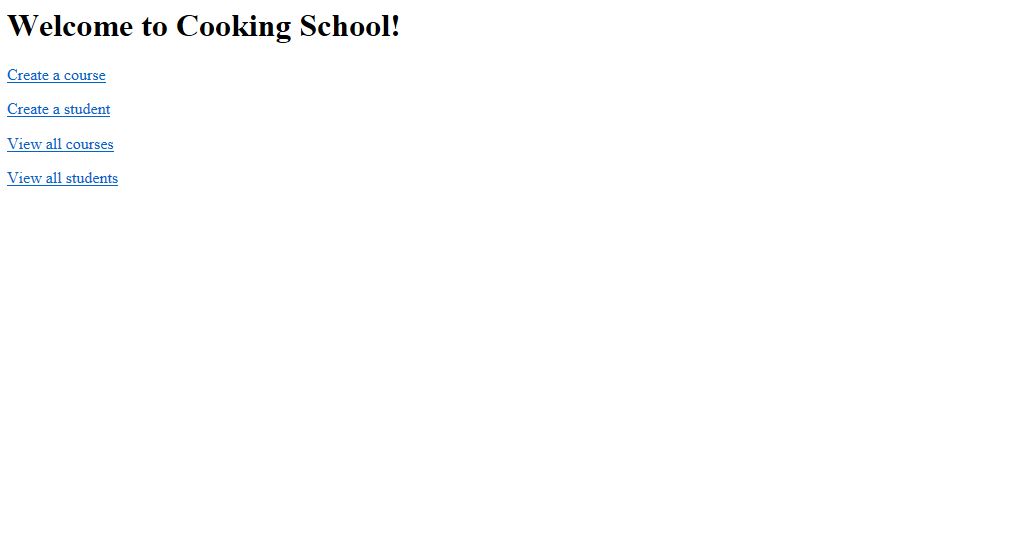 Welcome to Cooking School!
Create a course
Create a student
View all courses
View all students